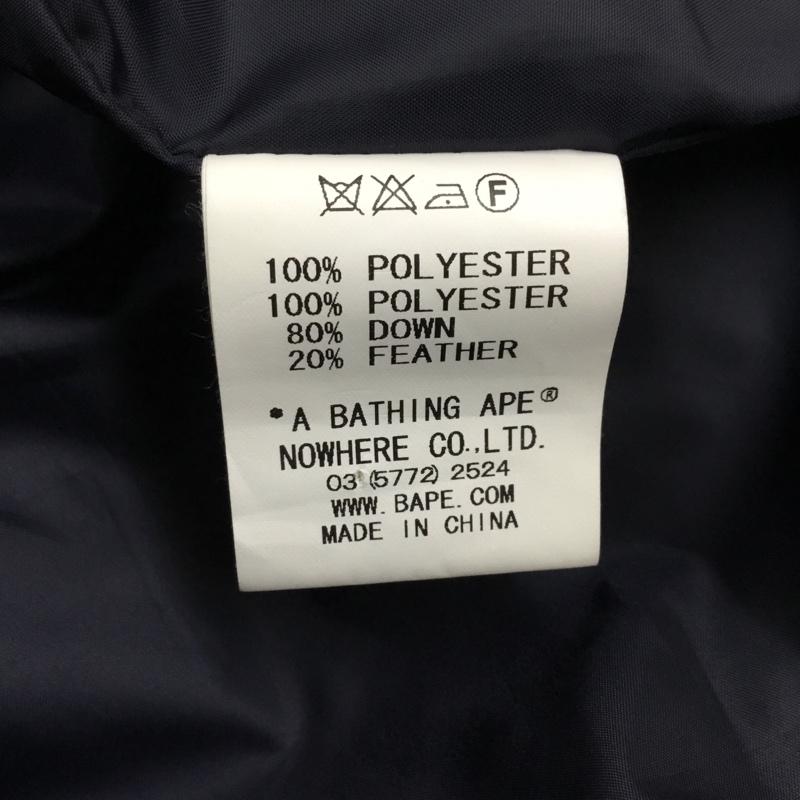 F
100% POLYESTER
100% POLYESTER
80% DOWN
20% FEATHER
*A BATHING APE®
NOWHERE CO.,LTD.
03 (5772) 2524
WWW. BAPE. COM
MADE IN CHINA